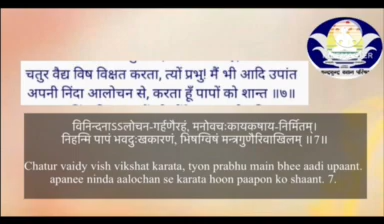 चतुर वैद्य विष विक्षत करता, त्यों प्रभु! मैं भी आदि उपांत
अपनी निंदा आलोचन से, करता हूँ पापों को शान्त ॥७॥
विनिन्दनाऽऽलोचन-गर्हणैरहं, मनोवचःकायकषाय-निर्मितम्।
निहन्मि पापं भवदुःखकारणं, भिषग्विषं मन्त्रगुणैरिवाखिलम् ॥7॥
Chatur vaidy vish vikshat karata, tyon prabhu main bhee aadi upaant.
apanee ninda aalochan se karata hoon paapon ko shaant. 7.